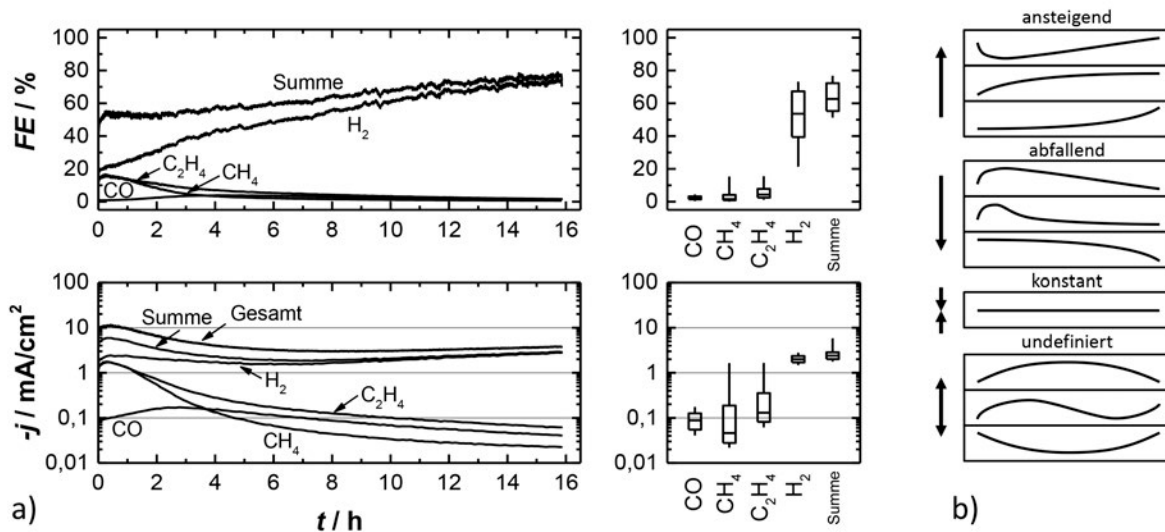 100
80
60
40
20
0
FE / %
Summe
H₂
C₂H₄
CH₄
CO
0 2 4 6 8 10 12 14 16
100
80
60
40
20
0
CO
CH₄
C₂H₄
H₂
Summe
100
10
1
0,1
0,01
-j / mA/cm²
Summe
Gesamt
H₂
C₂H₄
CO
CH₄
0 2 4 6 8 10 12 14 16
t / h
100
10
1
0,1
0,01
CO
CH₄
C₂H₄
H₂
Summe
a)
b)
ansteigend
abfallend
konstant
undefiniert